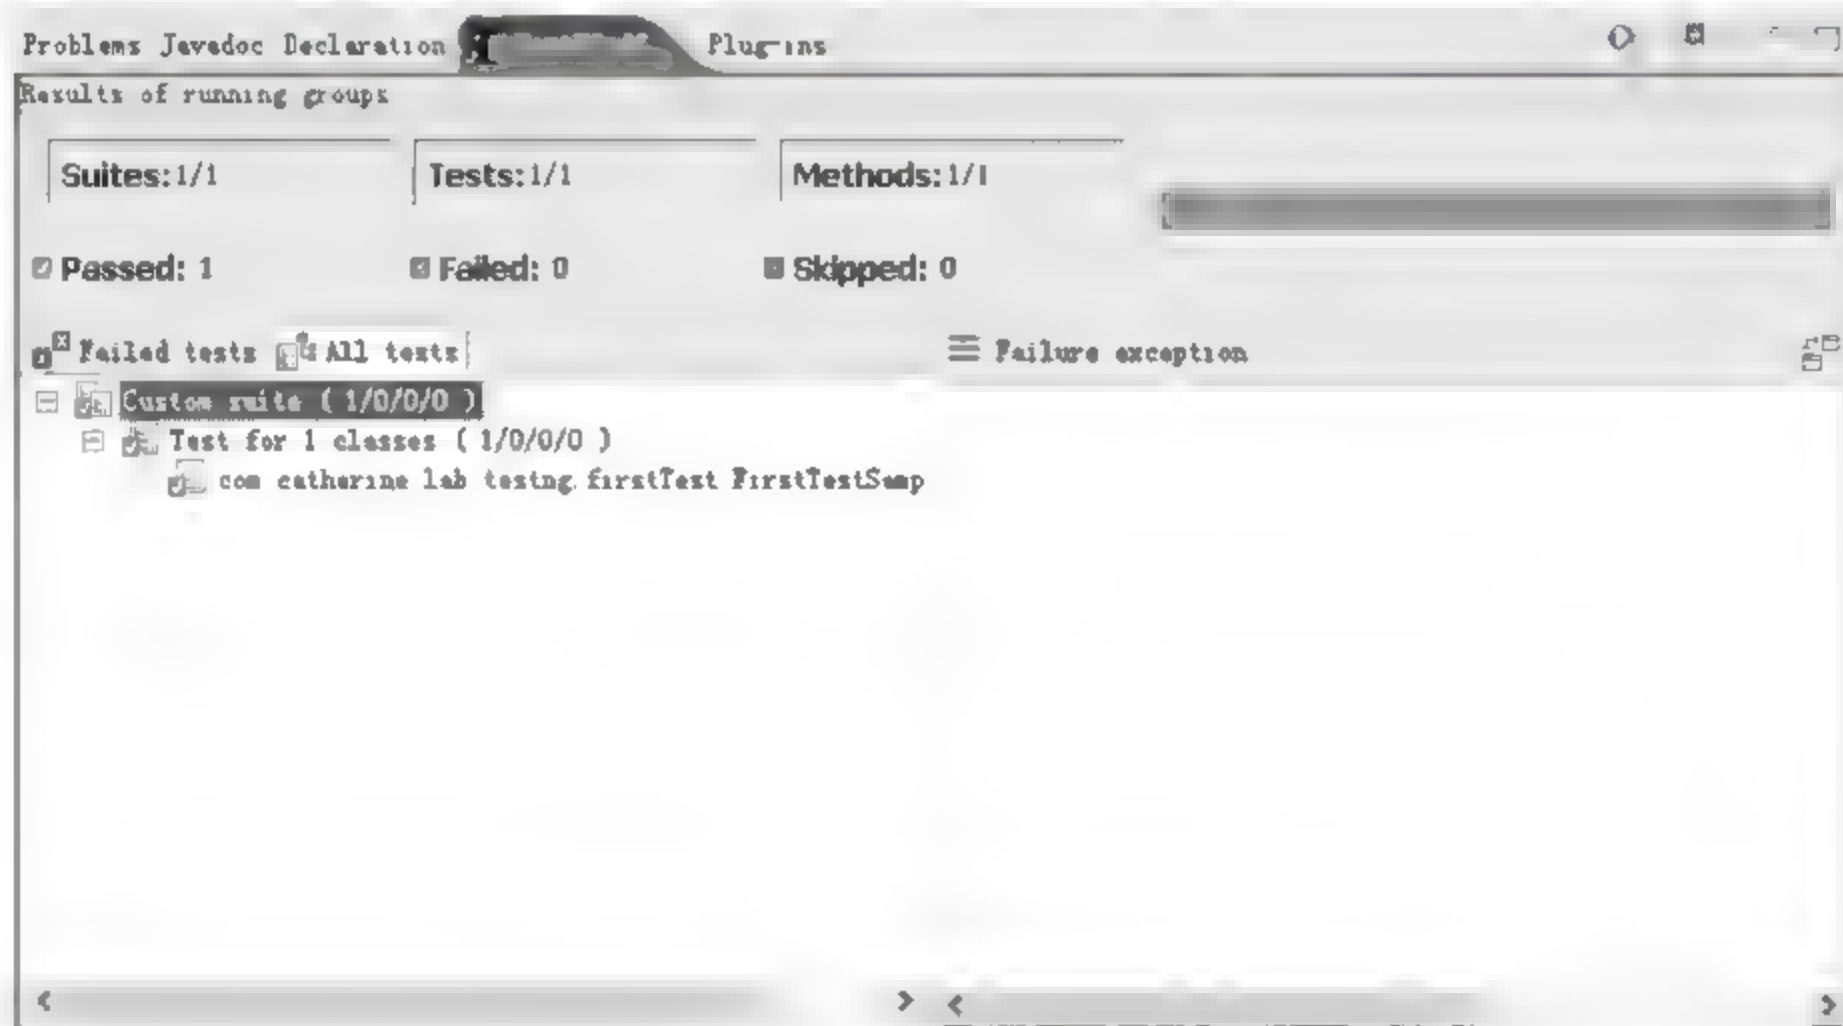 Problems Javadoc Declaration Plug-ins
Results of running groups
Suites:1/1 Tests:1/1 Methods:1/1
Passed: 1 Failed: 0 Skipped: 0
Failed tests All tests Failure exception
Custom suite ( 1/0/0/0 )
Test for 1 classes ( 1/0/0/0 )
com catherine lab testng.firstTest FirstTestSamp